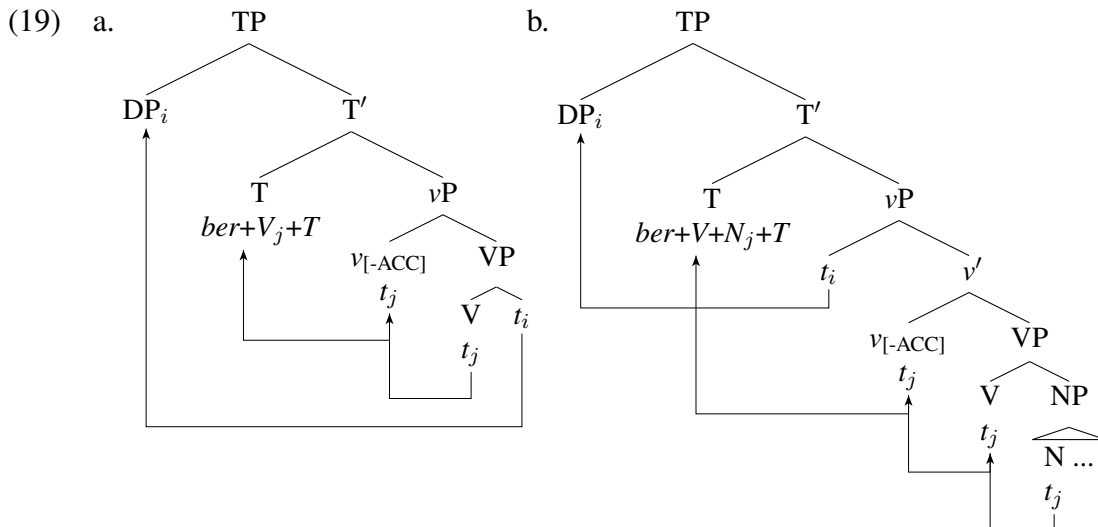 (19) a. TP b. TP
DPᵢ T′ DPᵢ T′
T vP T vP
ber+Vⱼ+T ber+V+Nⱼ+T
v[-ACC] VP tᵢ v′
tⱼ V tᵢ
tⱼ v[-ACC] VP
tⱼ V NP
tⱼ N ...
tⱼ